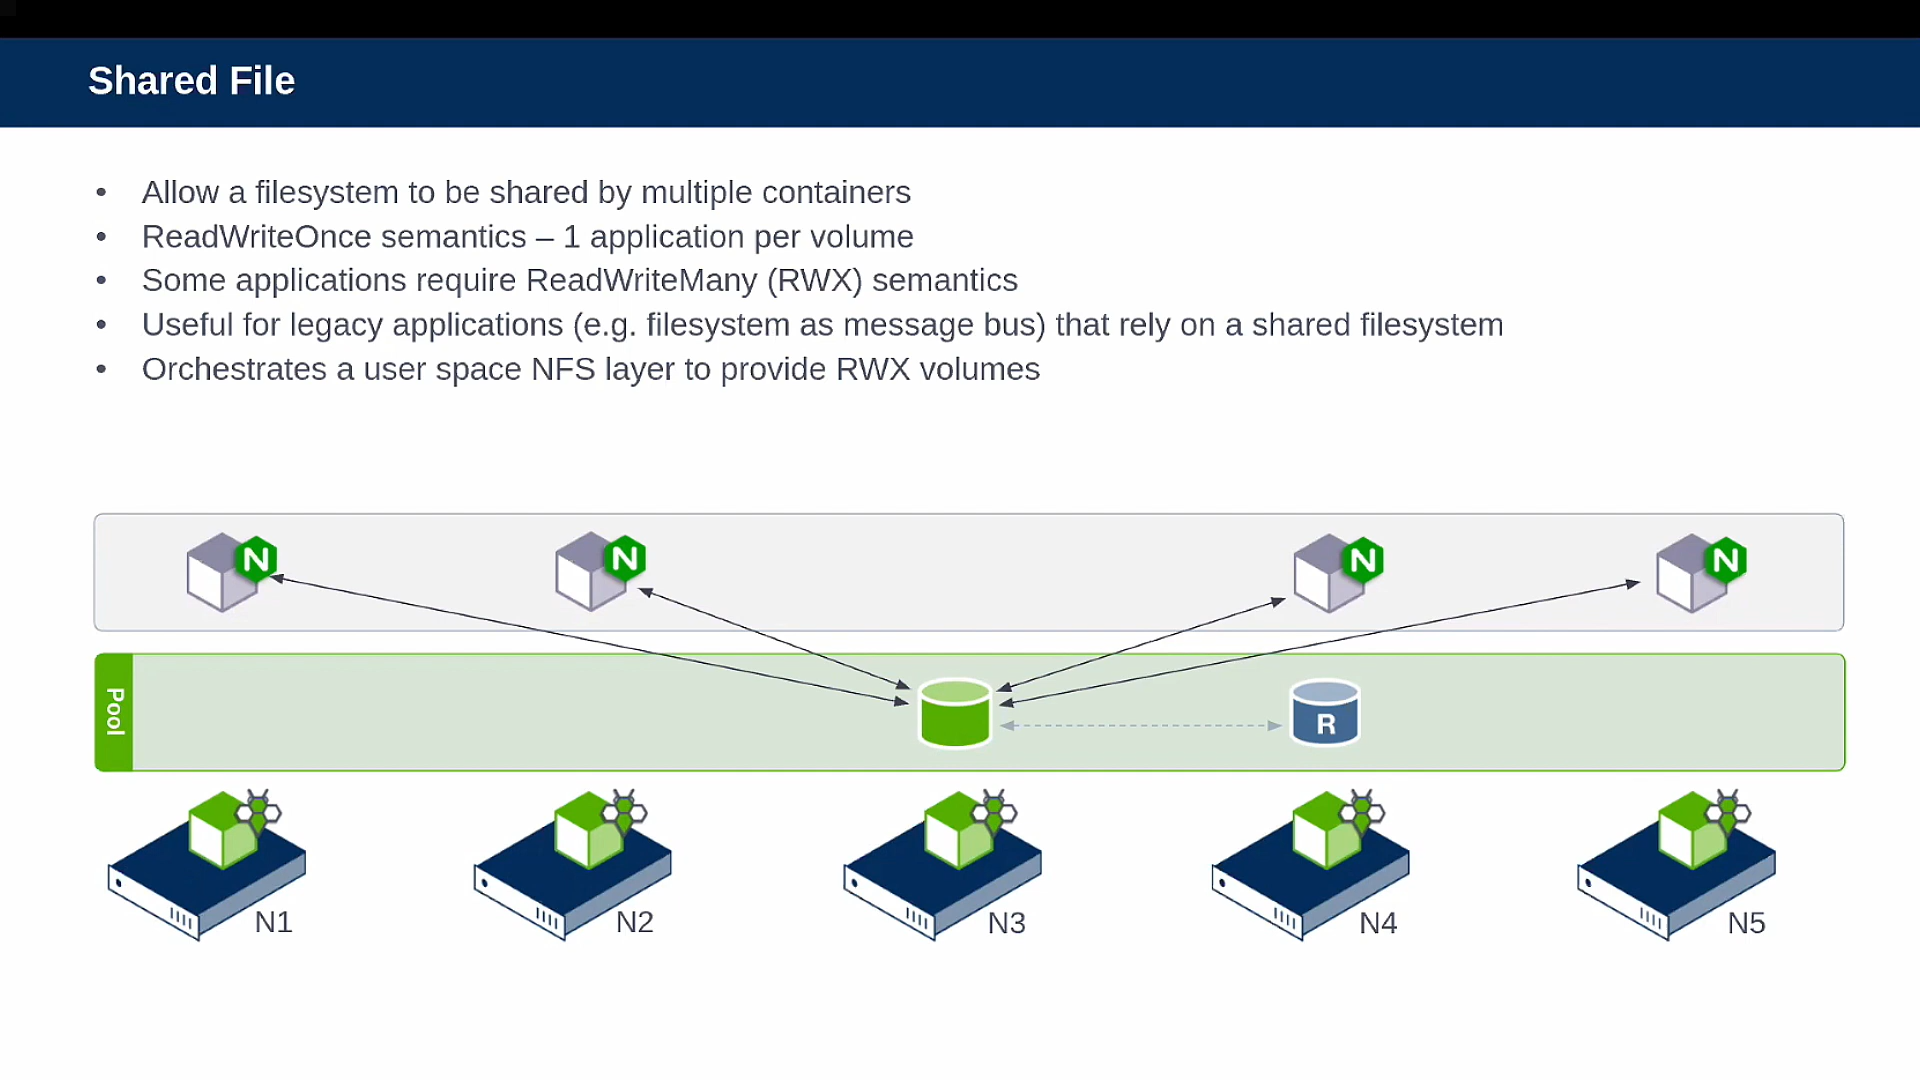 Shared File
• Allow a filesystem to be shared by multiple containers
• ReadWriteOnce semantics – 1 application per volume
• Some applications require ReadWriteMany (RWX) semantics
• Useful for legacy applications (e.g. filesystem as message bus) that rely on a shared filesystem
• Orchestrates a user space NFS layer to provide RWX volumes
N N N N
Pool
R
N1 N2 N3 N4 N5